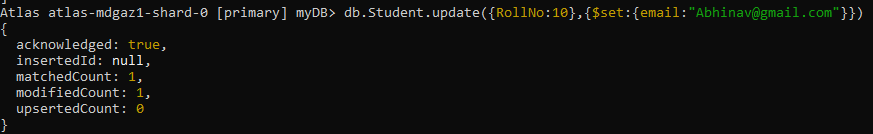 Atlas atlas-mdgaz1-shard-0 [primary] myDB> db.Student.update({RollNo:10},{$set:{email:"Abhinav@gmail.com"}})
{
  acknowledged: true,
  insertedId: null,
  matchedCount: 1,
  modifiedCount: 1,
  upsertedCount: 0
}